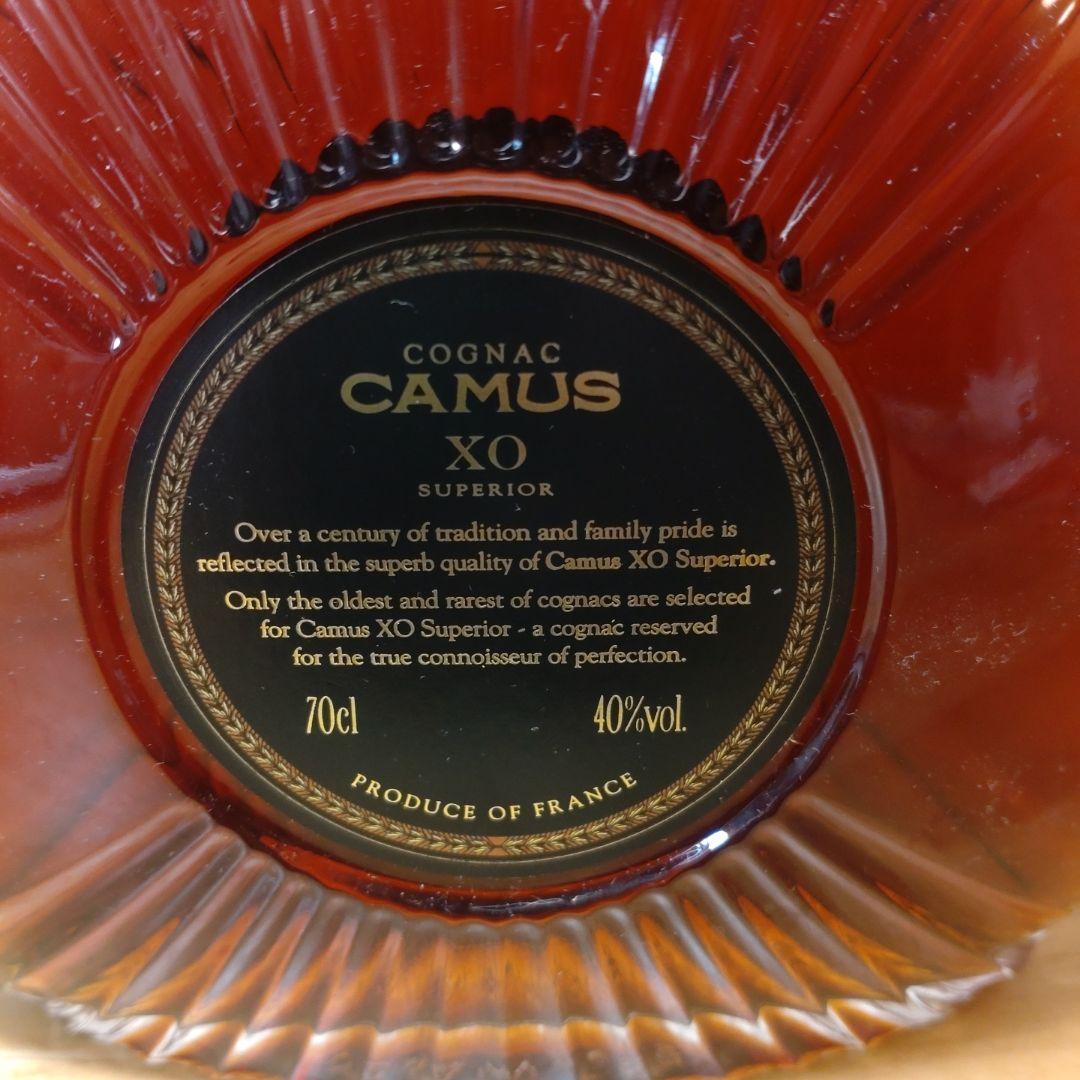 COGNAC
CAMUS
XO
SUPERIOR
Over a century of tradition and family pride is
reflected in the superb quality of Camus XO Superior.
Only the oldest and rarest of cognacs are selected
for Camus XO Superior - a cognac reserved
for the true connoisseur of perfection.
70cl 40%vol.
PRODUCE OF FRANCE